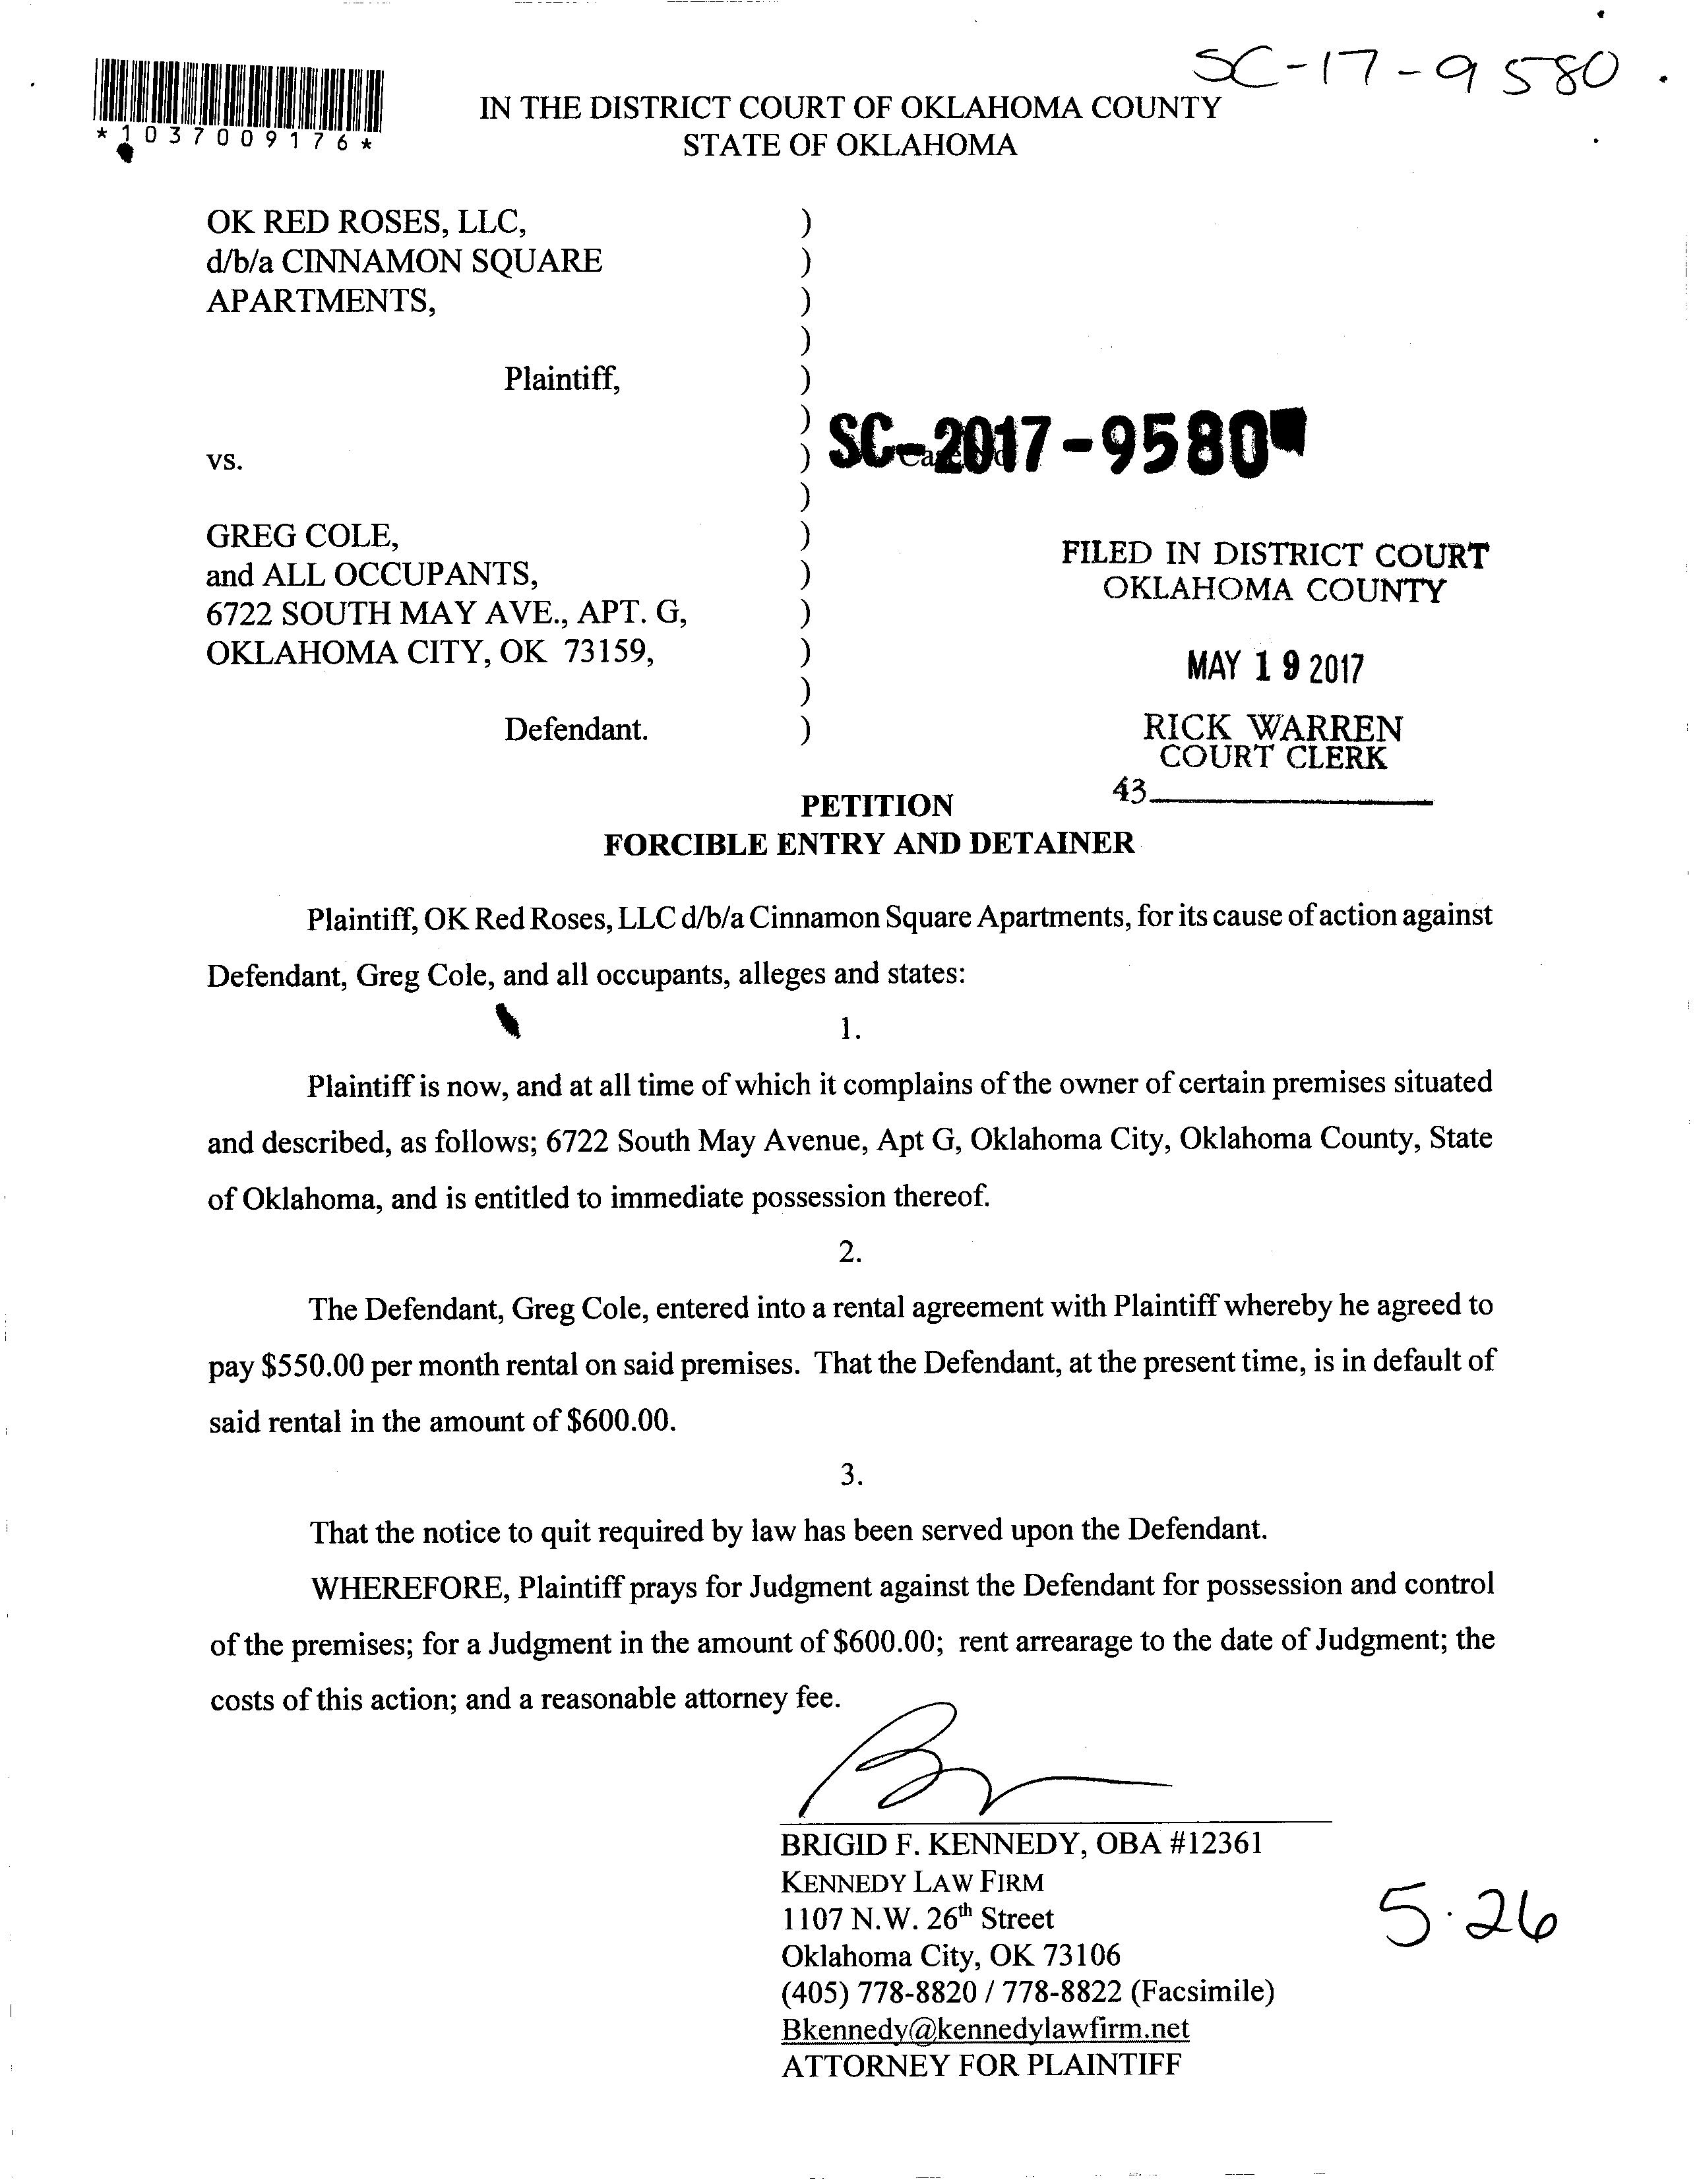 SC-17-9580
*1037009176*
IN THE DISTRICT COURT OF OKLAHOMA COUNTY
STATE OF OKLAHOMA
OK RED ROSES, LLC, )
d/b/a CINNAMON SQUARE )
APARTMENTS, )
)
Plaintiff, )
)
vs. ) SC-2017-9580
)
GREG COLE, )
and ALL OCCUPANTS, )
6722 SOUTH MAY AVE., APT. G, )
OKLAHOMA CITY, OK 73159, )
)
Defendant. )
FILED IN DISTRICT COURT
OKLAHOMA COUNTY
MAY 19 2017
RICK WARREN
COURT CLERK
43
PETITION
FORCIBLE ENTRY AND DETAINER
Plaintiff, OK Red Roses, LLC d/b/a Cinnamon Square Apartments, for its cause of action against
Defendant, Greg Cole, and all occupants, alleges and states:
1.
Plaintiff is now, and at all time of which it complains of the owner of certain premises situated
and described, as follows; 6722 South May Avenue, Apt G, Oklahoma City, Oklahoma County, State
of Oklahoma, and is entitled to immediate possession thereof.
2.
The Defendant, Greg Cole, entered into a rental agreement with Plaintiff whereby he agreed to
pay $550.00 per month rental on said premises. That the Defendant, at the present time, is in default of
said rental in the amount of $600.00.
3.
That the notice to quit required by law has been served upon the Defendant.
WHEREFORE, Plaintiff prays for Judgment against the Defendant for possession and control
of the premises; for a Judgment in the amount of $600.00; rent arrearage to the date of Judgment; the
costs of this action; and a reasonable attorney fee.
BRIGID F. KENNEDY, OBA #12361
KENNEDY LAW FIRM
1107 N.W. 26th Street
Oklahoma City, OK 73106
(405) 778-8820 / 778-8822 (Facsimile)
Bkennedy@kennedylawfirm.net
ATTORNEY FOR PLAINTIFF
5·26